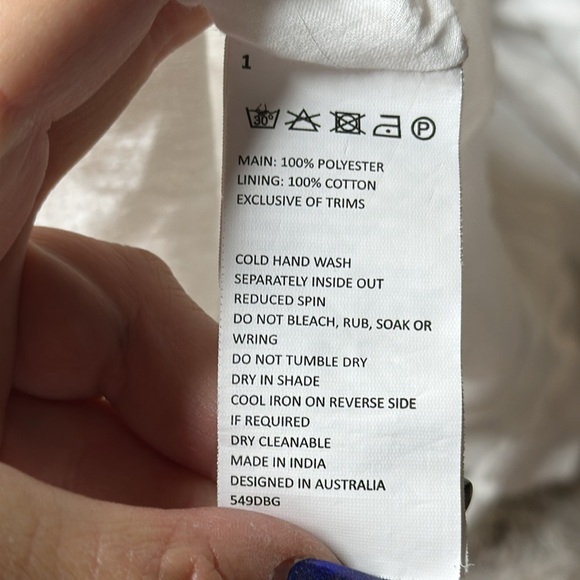 1
30°
P
MAIN: 100% POLYESTER
LINING: 100% COTTON
EXCLUSIVE OF TRIMS
COLD HAND WASH
SEPARATELY INSIDE OUT
REDUCED SPIN
DO NOT BLEACH, RUB, SOAK OR
WRING
DO NOT TUMBLE DRY
DRY IN SHADE
COOL IRON ON REVERSE SIDE
IF REQUIRED
DRY CLEANABLE
MADE IN INDIA
DESIGNED IN AUSTRALIA
549DBG